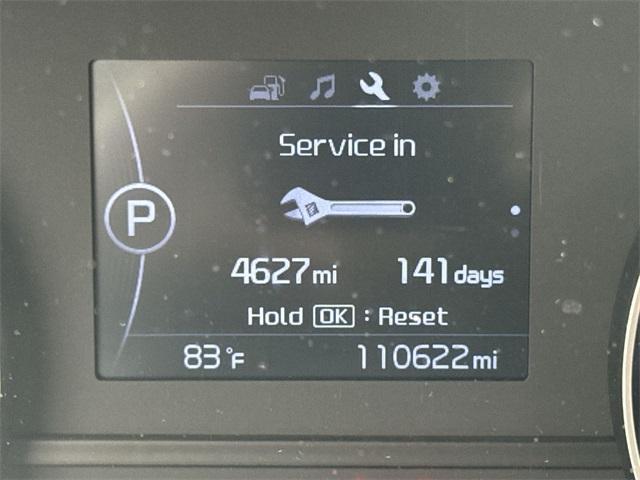 Service in
P
4627mi 141days
Hold OK : Reset
83°F 110622mi